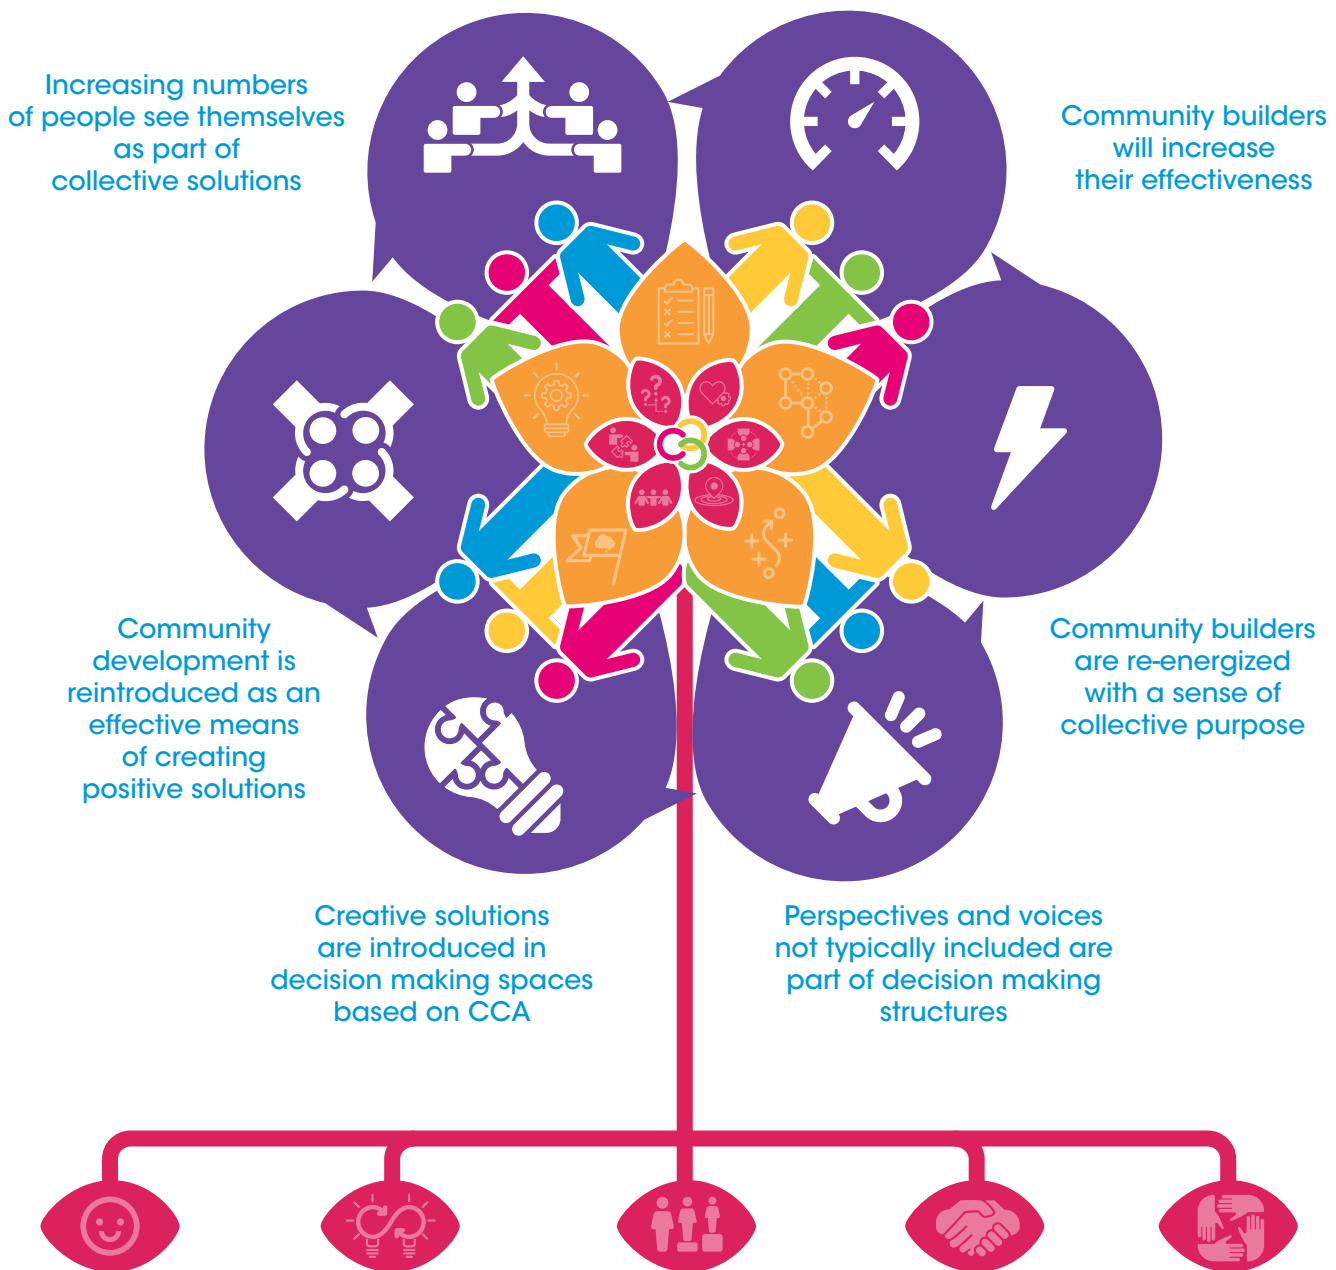 Increasing numbers
of people see themselves
as part of
collective solutions
Community builders
will increase
their effectiveness
Community
development is
reintroduced as an
effective means
of creating
positive solutions
Community builders
are re-energized
with a sense of
collective purpose
Creative solutions
are introduced in
decision making spaces
based on CCA
Perspectives and voices
not typically included are
part of decision making
structures